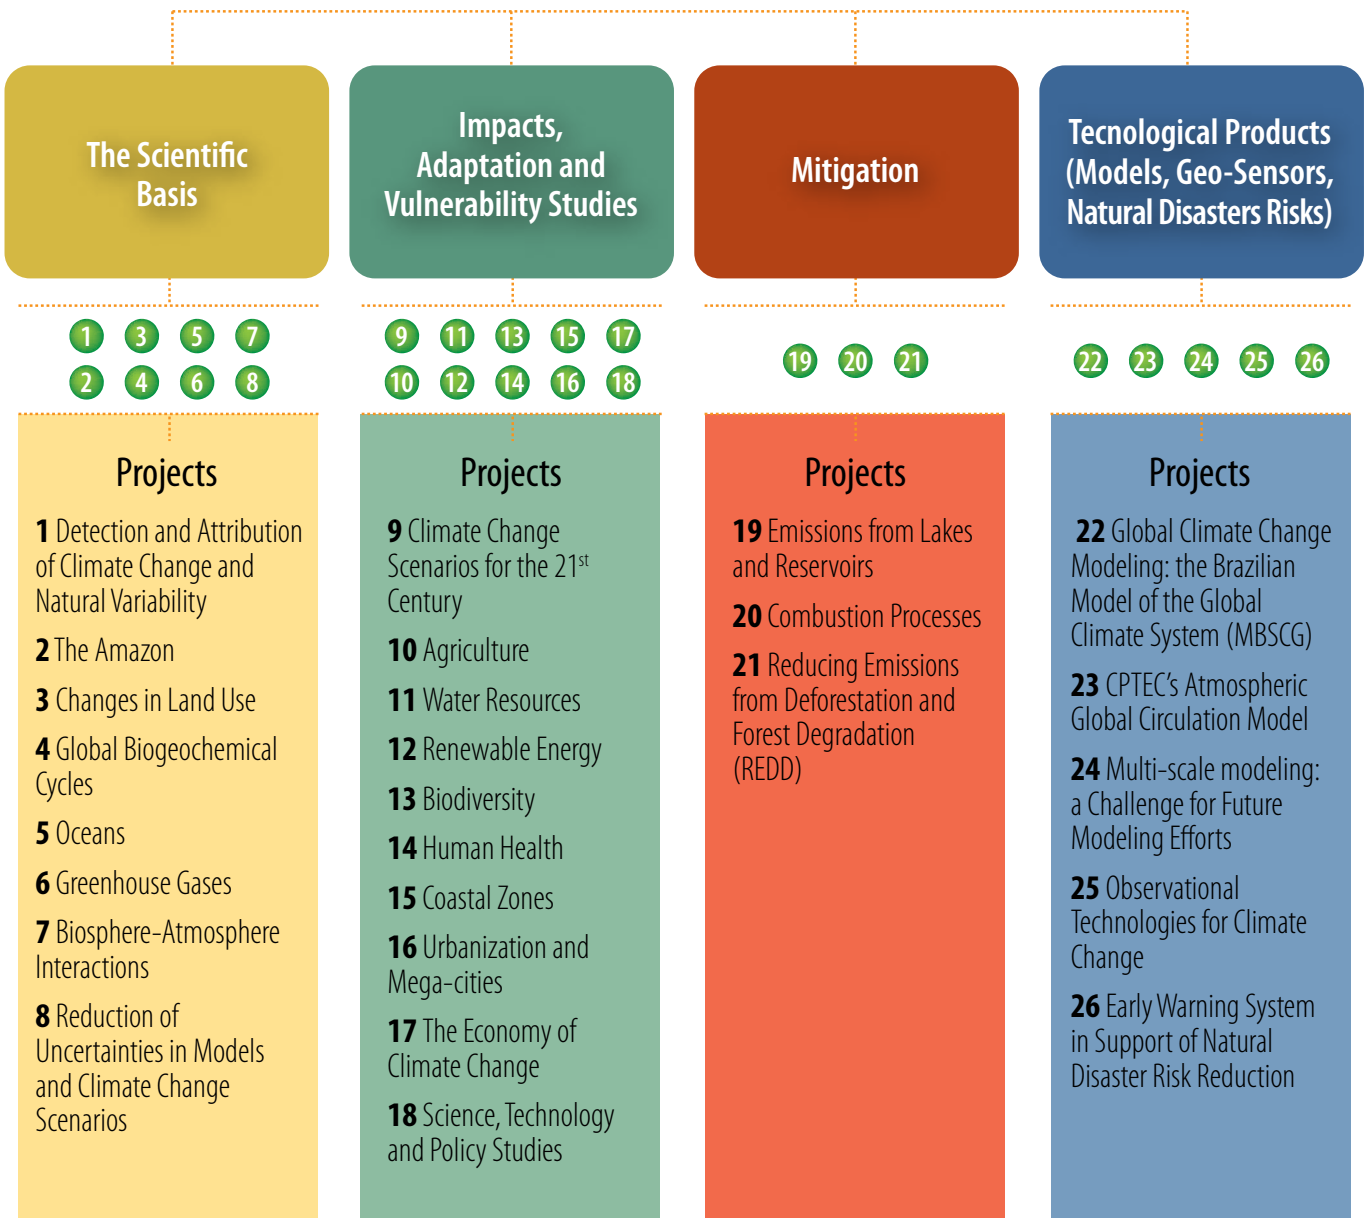 The Scientific
Basis
Impacts,
Adaptation and
Vulnerability Studies
Mitigation
Tecnological Products
(Models, Geo-Sensors,
Natural Disasters Risks)
1 3 5 7
2 4 6 8
9 11 13 15 17
10 12 14 16 18
19 20 21
22 23 24 25 26
Projects
1 Detection and Attribution
of Climate Change and
Natural Variability
2 The Amazon
3 Changes in Land Use
4 Global Biogeochemical
Cycles
5 Oceans
6 Greenhouse Gases
7 Biosphere-Atmosphere
Interactions
8 Reduction of
Uncertainties in Models
and Climate Change
Scenarios
Projects
9 Climate Change
Scenarios for the 21st
Century
10 Agriculture
11 Water Resources
12 Renewable Energy
13 Biodiversity
14 Human Health
15 Coastal Zones
16 Urbanization and
Mega-cities
17 The Economy of
Climate Change
18 Science, Technology
and Policy Studies
Projects
19 Emissions from Lakes
and Reservoirs
20 Combustion Processes
21 Reducing Emissions
from Deforestation and
Forest Degradation
(REDD)
Projects
22 Global Climate Change
Modeling: the Brazilian
Model of the Global
Climate System (MBSCG)
23 CPTEC's Atmospheric
Global Circulation Model
24 Multi-scale modeling:
a Challenge for Future
Modeling Efforts
25 Observational
Technologies for Climate
Change
26 Early Warning System
in Support of Natural
Disaster Risk Reduction